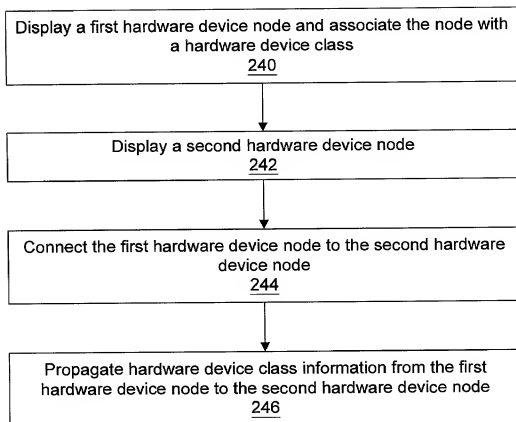 Display a first hardware device node and associate the node with
a hardware device class
240
Display a second hardware device node
242
Connect the first hardware device node to the second hardware
device node
244
Propagate hardware device class information from the first
hardware device node to the second hardware device node
246